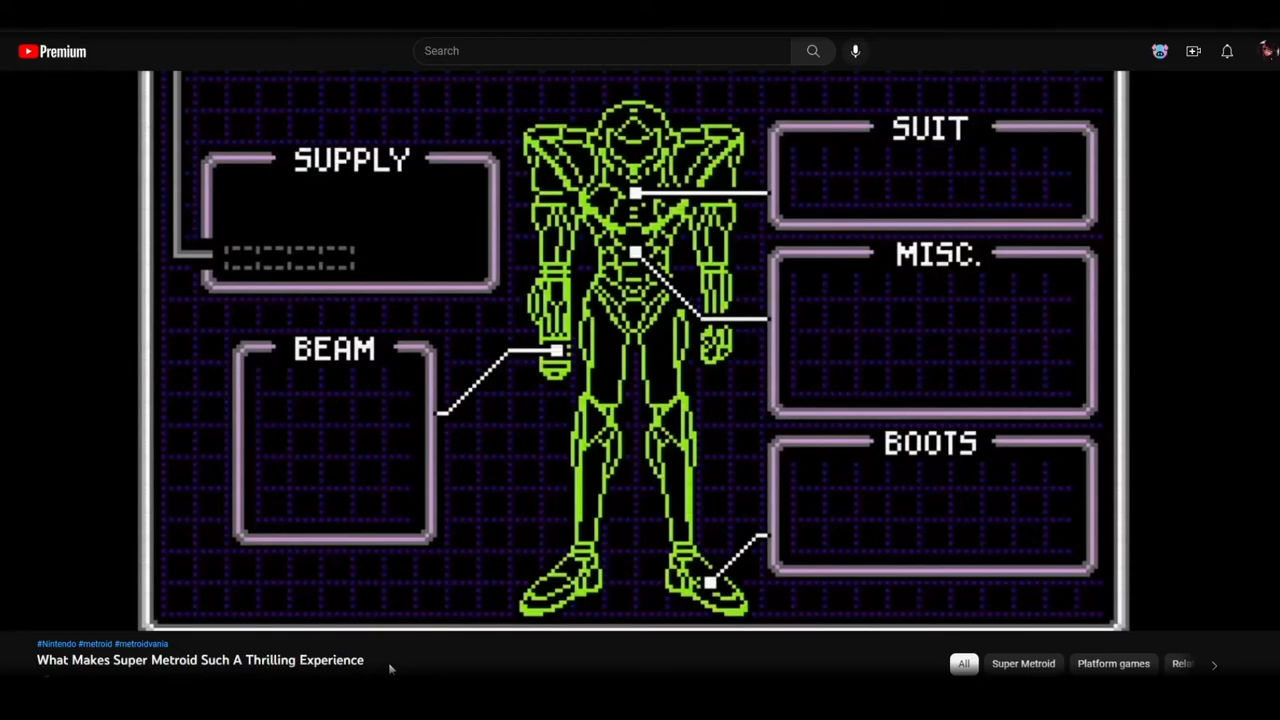 Premium
Search
SUIT
SUPPLY
MISC.
BEAM
BOOTS
#Nintendo #metroid #metroidvania
What Makes Super Metroid Such A Thrilling Experience
All
Super Metroid
Platform games
Rela